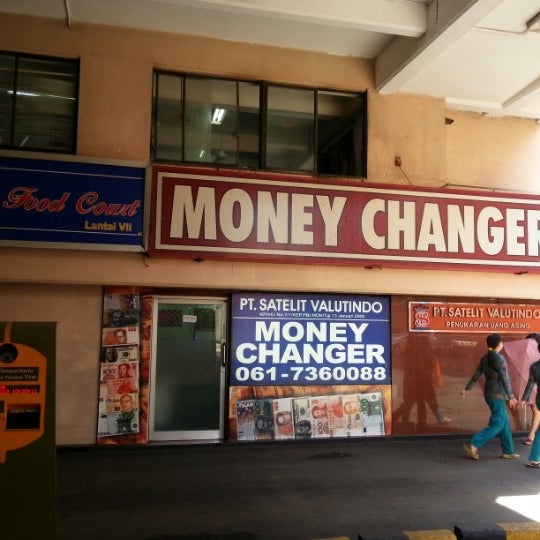 Food Court
Lantai VII
MONEY CHANGER
PT. SATELIT VALUTINDO
MONEY
CHANGER
061-7360088
PT. SATELIT VALUTINDO
PENUKARAN UANG ASING